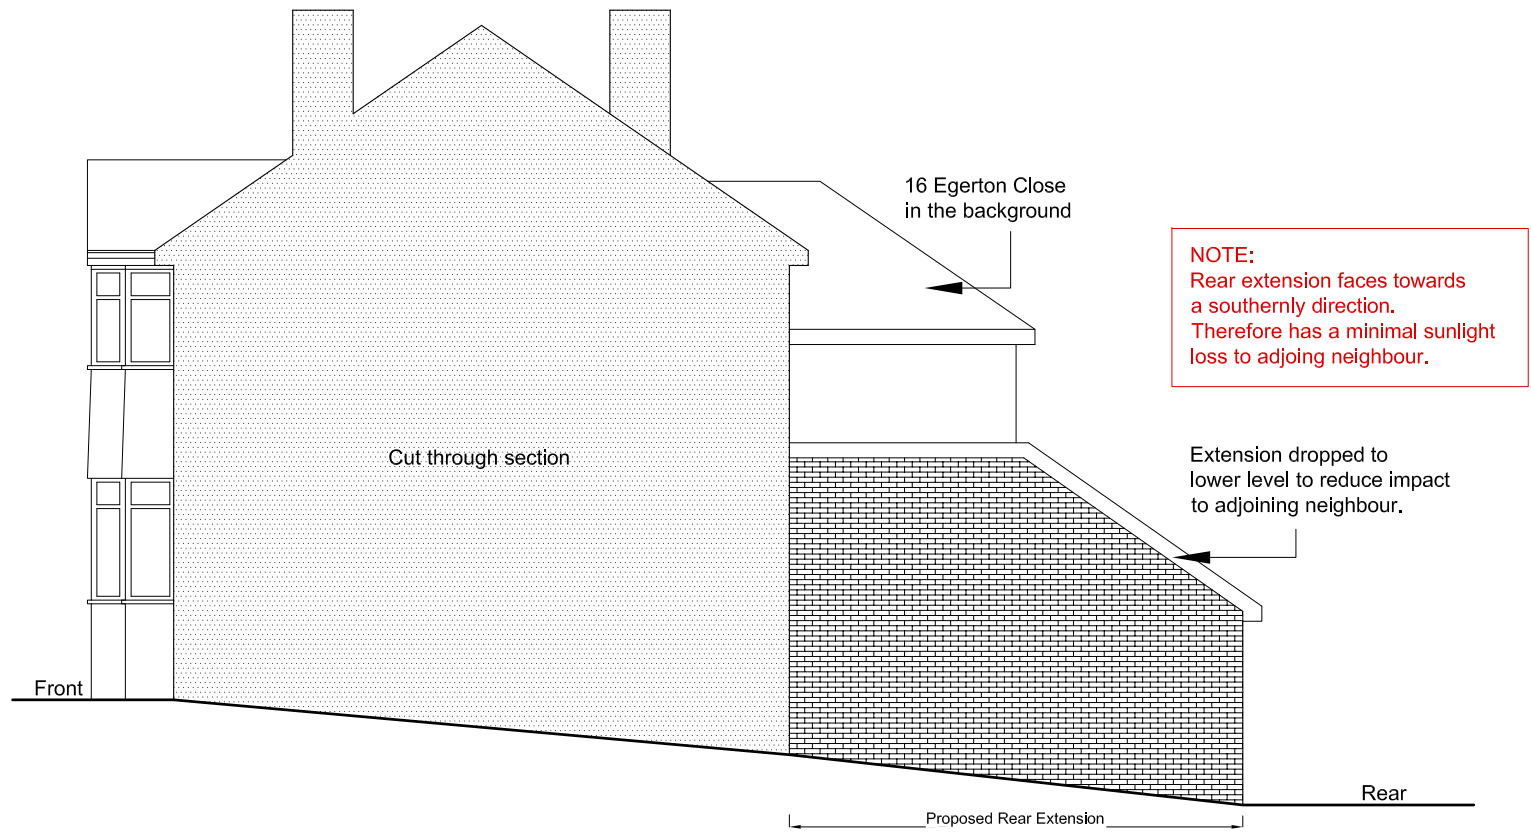 16 Egerton Close
in the background
NOTE:
Rear extension faces towards
a southernly direction.
Therefore has a minimal sunlight
loss to adjoing neighbour.
Cut through section
Extension dropped to
lower level to reduce impact
to adjoining neighbour.
Front
Rear
Proposed Rear Extension